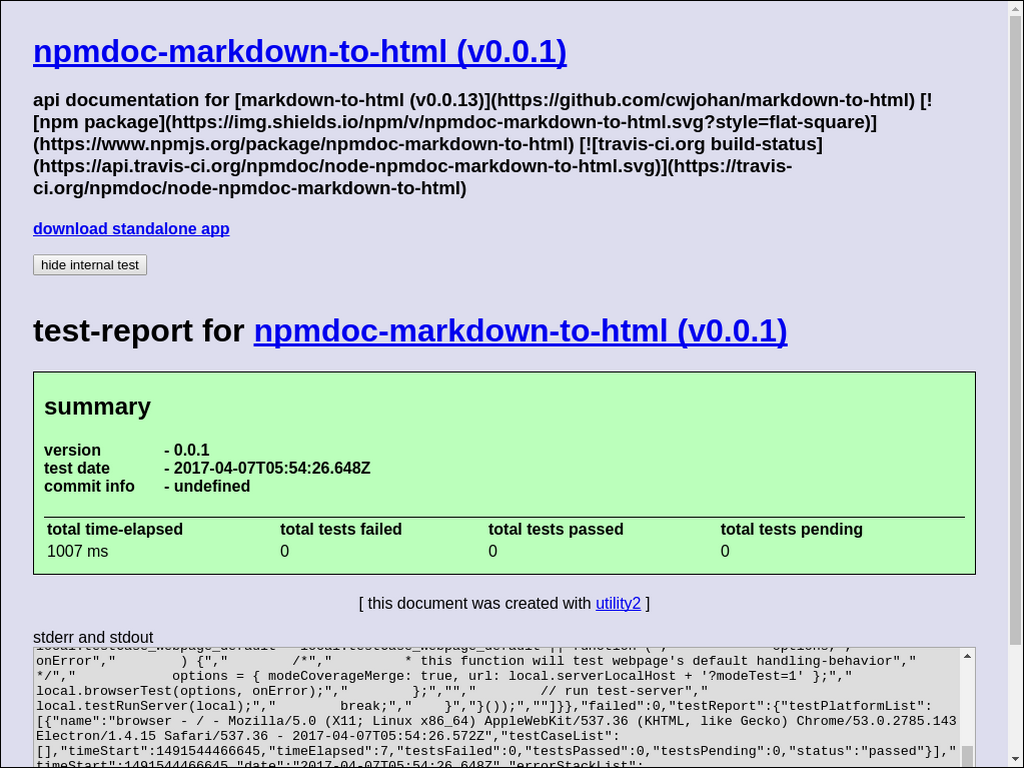 npmdoc-markdown-to-html (v0.0.1)
api documentation for [markdown-to-html (v0.0.13)](https://github.com/cwjohan/markdown-to-html) [!
[npm package](https://img.shields.io/npm/v/npmdoc-markdown-to-html.svg?style=flat-square)]
(https://www.npmjs.org/package/npmdoc-markdown-to-html) [![travis-ci.org build-status]
(https://api.travis-ci.org/npmdoc/node-npmdoc-markdown-to-html.svg)](https://travis-
ci.org/npmdoc/node-npmdoc-markdown-to-html)
download standalone app
hide internal test
test-report for npmdoc-markdown-to-html (v0.0.1)
summary
version - 0.0.1
test date - 2017-04-07T05:54:26.648Z
commit info - undefined
total time-elapsed total tests failed total tests passed total tests pending
1007 ms 0 0 0
[ this document was created with utility2 ]
stderr and stdout
onError","        ) {","        /*","         * this function will test webpage's default handling-behavior","
*/","            options = { modeCoverageMerge: true, url: local.serverLocalHost + '?modeTest=1' };","
local.browserTest(options, onError);","        };","","        // run test-server","
local.testRunServer(local);","        break;","    }","}());",""]}},"failed":0,"testReport":{"testPlatformList":
[{"name":"browser - / - Mozilla/5.0 (X11; Linux x86_64) AppleWebKit/537.36 (KHTML, like Gecko) Chrome/53.0.2785.143
Electron/1.4.15 Safari/537.36 - 2017-04-07T05:54:26.572Z","testCaseList":
[],"timeStart":1491544466645,"timeElapsed":7,"testsFailed":0,"testsPassed":0,"testsPending":0,"status":"passed"}],"
timeStart":1491544466645,"date":"2017-04-07T05:54:26.648Z","errorStackList":